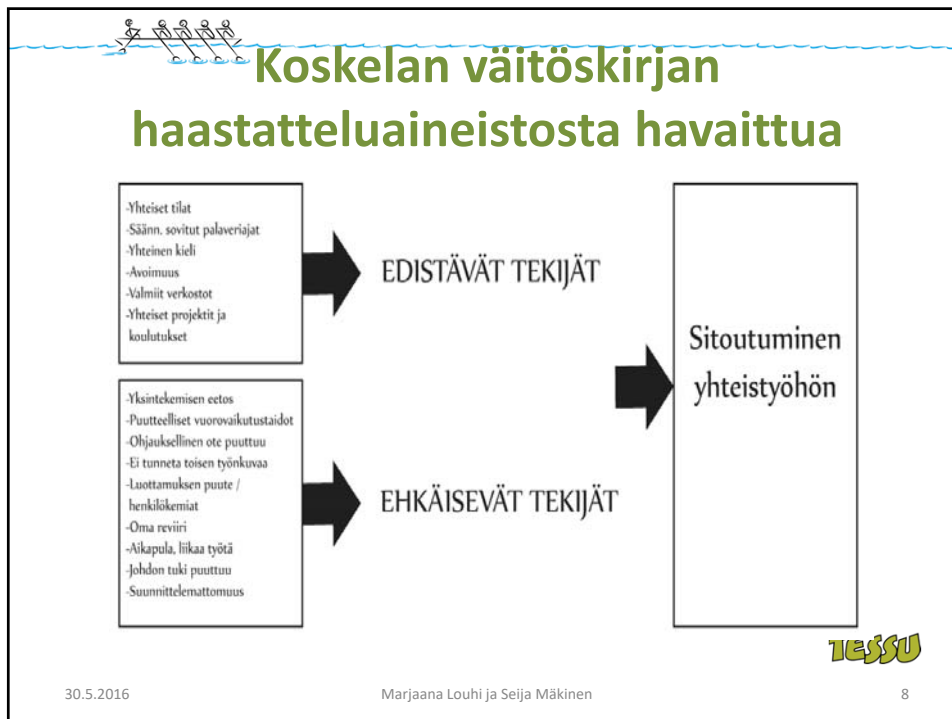 Koskelan väitöskirjan
haastatteluaineistosta havaittua
-Yhteiset tilat
-Säänn. sovitut palaveriajat
-Yhteinen kieli
-Avoimuus
-Valmiit verkostot
-Yhteiset projektit ja
koulutukset
EDISTÄVÄT TEKIJÄT
-Yksintekemisen eetos
-Puutteelliset vuorovaikutustaidot
-Ohjauksellinen ote puuttuu
-Ei tunneta toisen työnkuvaa
-Luottamuksen puute /
henkilökemiat
-Oma reviiri
-Aikapula, liikaa työtä
-Johdon tuki puuttuu
-Suunnittelemattomuus
EHKÄISEVÄT TEKIJÄT
Sitoutuminen
yhteistyöhön
TESSU
30.5.2016
Marjaana Louhi ja Seija Mäkinen
8